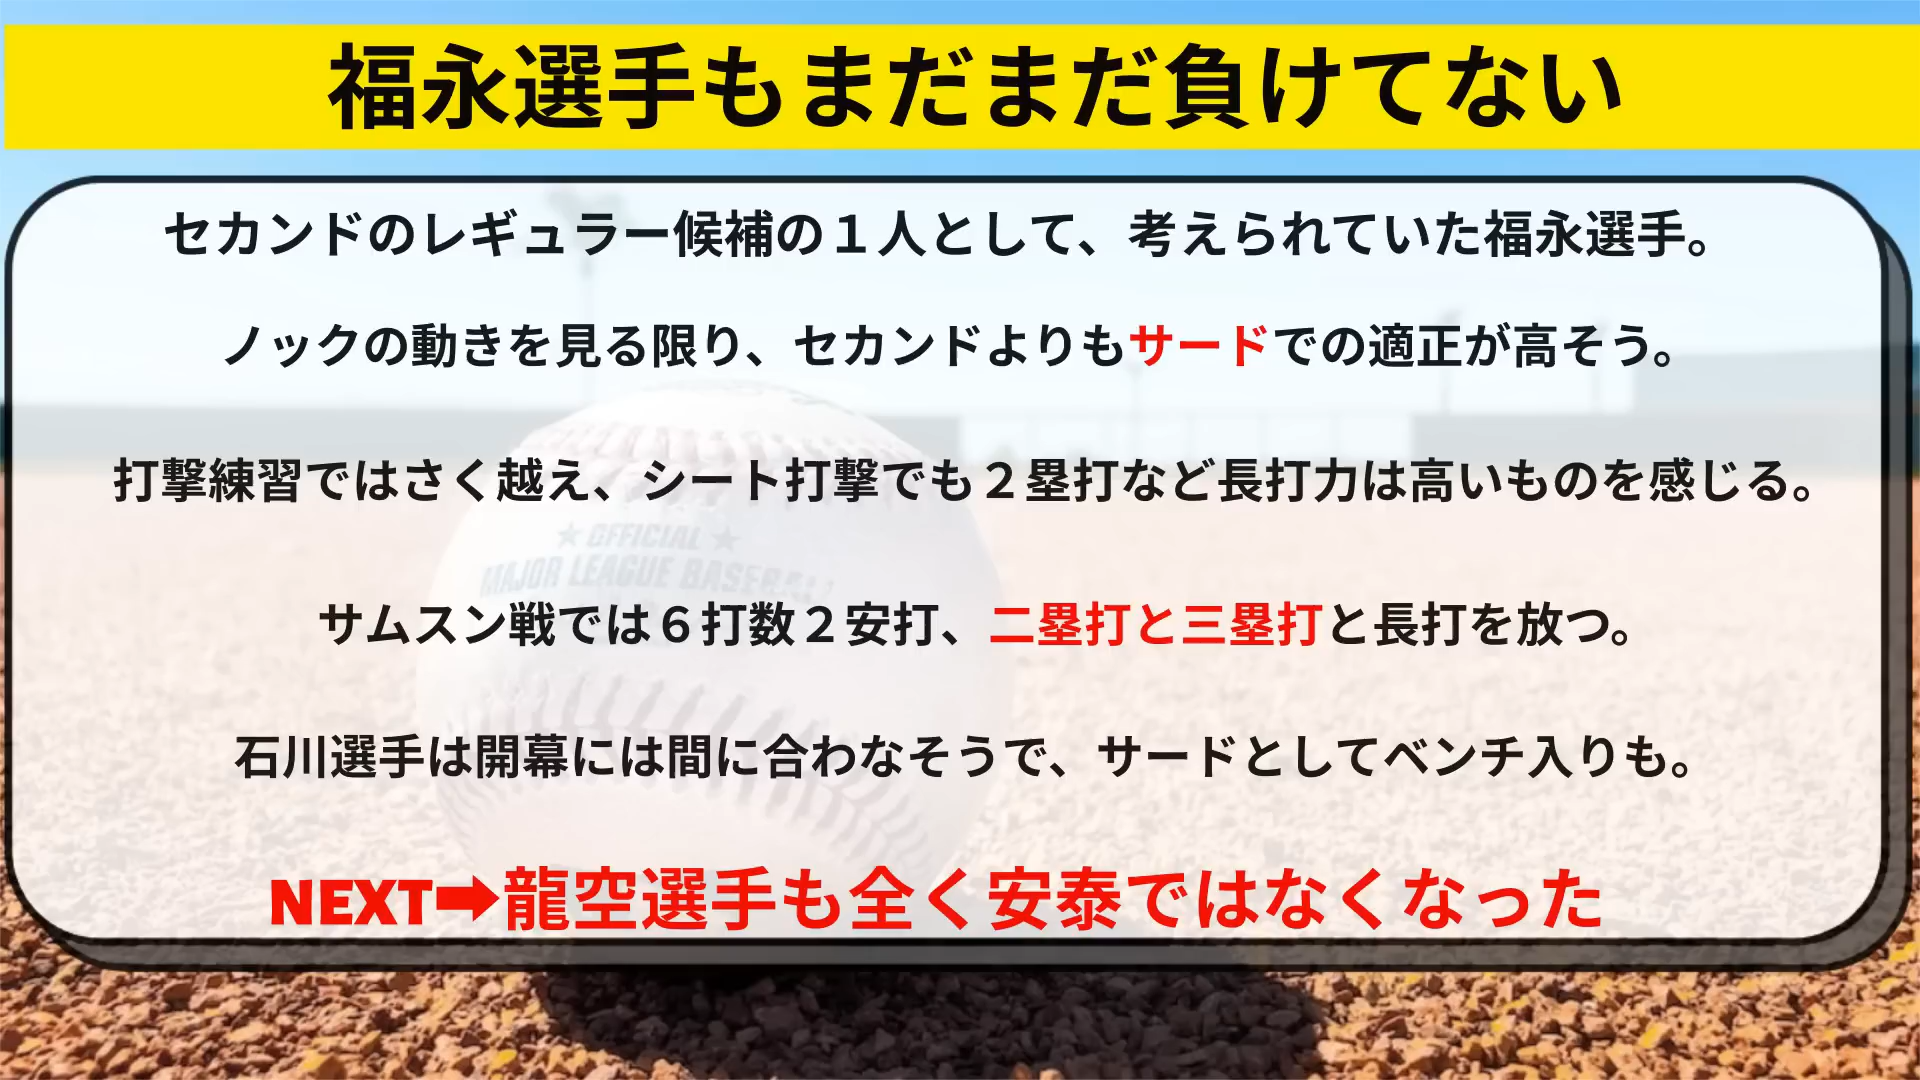 福永選手もまだまだ負けてない
セカンドのレギュラー候補の１人として、考えられていた福永選手。
ノックの動きを見る限り、セカンドよりもサードでの適正が高そう。
打撃練習ではさく越え、シート打撃でも２塁打など長打力は高いものを感じる。
★ OFFICIAL ★
MAJOR LEAGUE BASEBALL
サムスン戦では６打数２安打、二塁打と三塁打と長打を放つ。
石川選手は開幕には間に合わなそうで、サードとしてベンチ入りも。
NEXT➡龍空選手も全く安泰ではなくなった